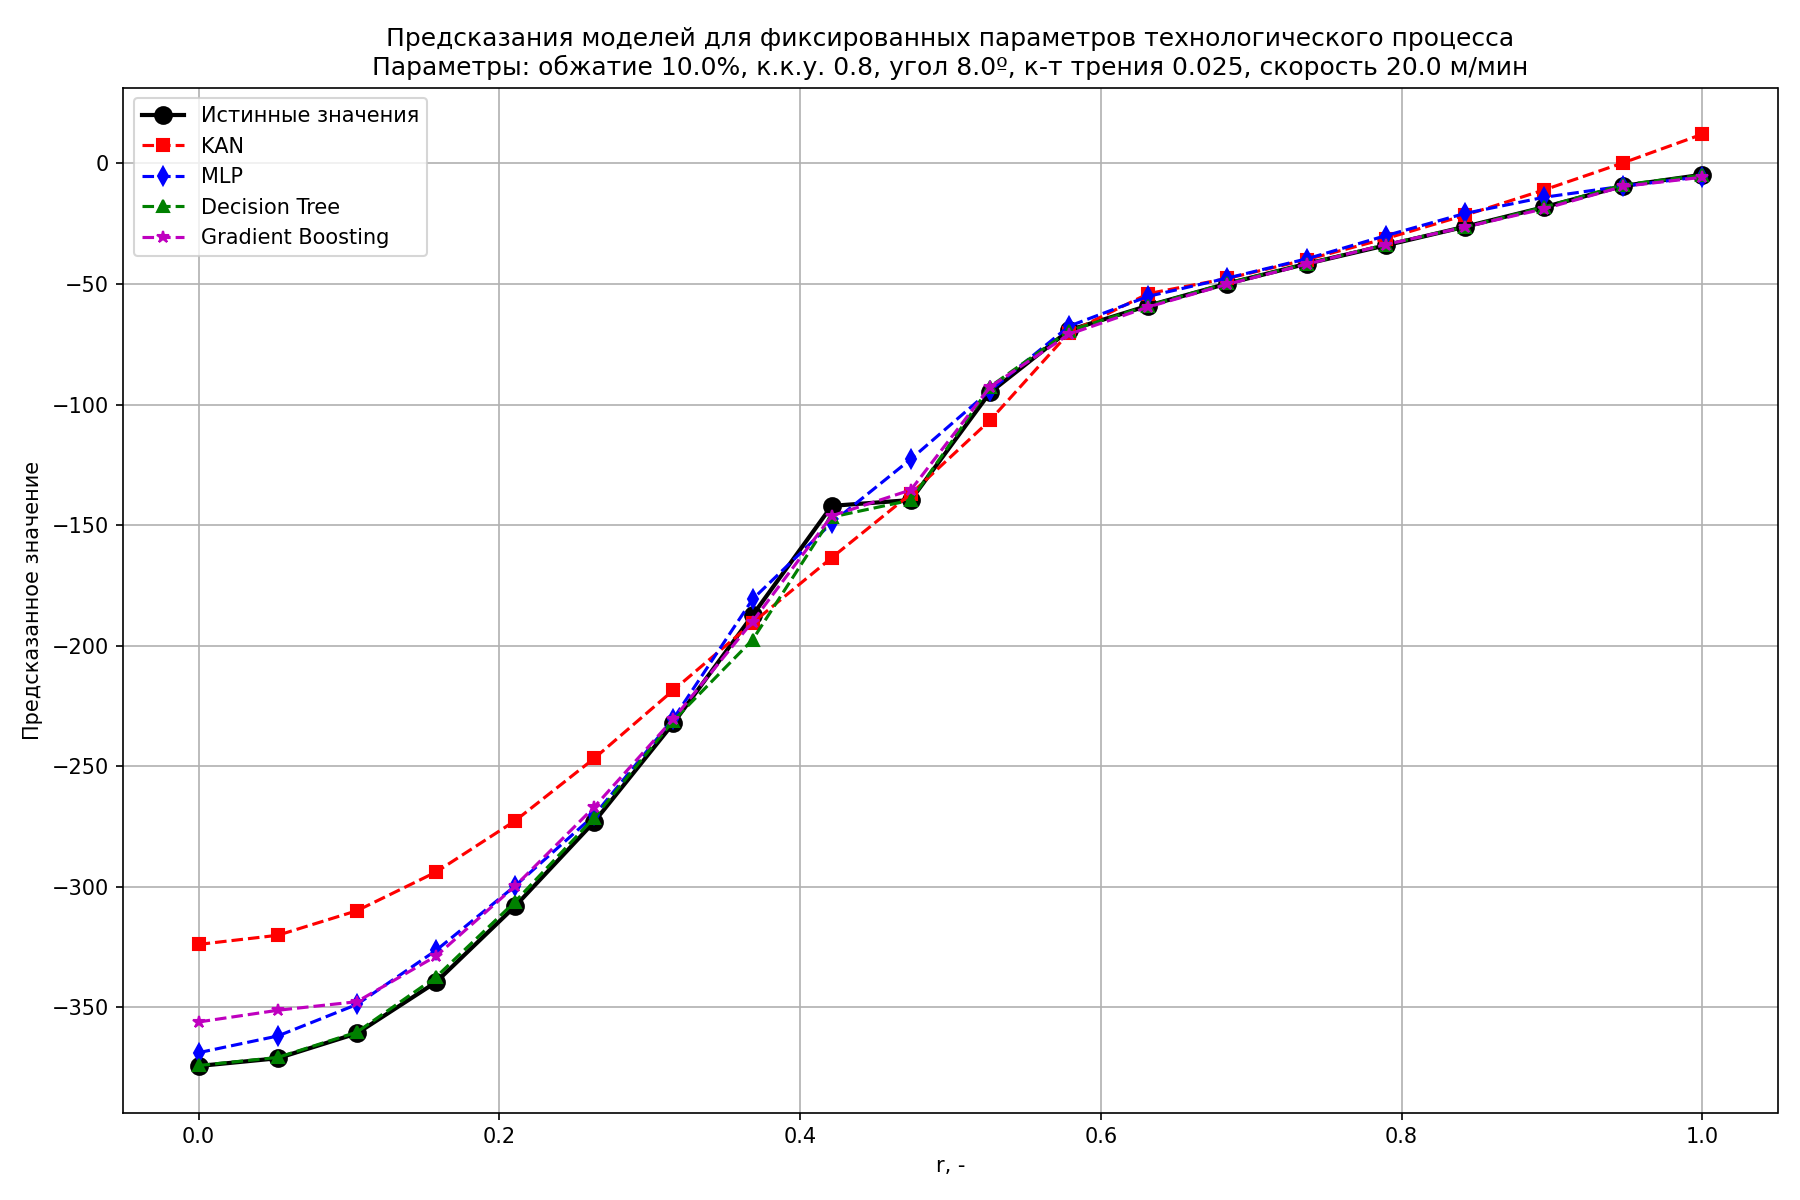 Предсказания моделей для фиксированных параметров технологического процесса
Параметры: обжатие 10.0%, к.к.у. 0.8, угол 8.0º, к-т трения 0.025, скорость 20.0 м/мин
Истинные значения
KAN
MLP
Decision Tree
Gradient Boosting
Предсказанное значение
0
−50
−100
−150
−200
−250
−300
−350
0.0 0.2 0.4 0.6 0.8 1.0
r, -